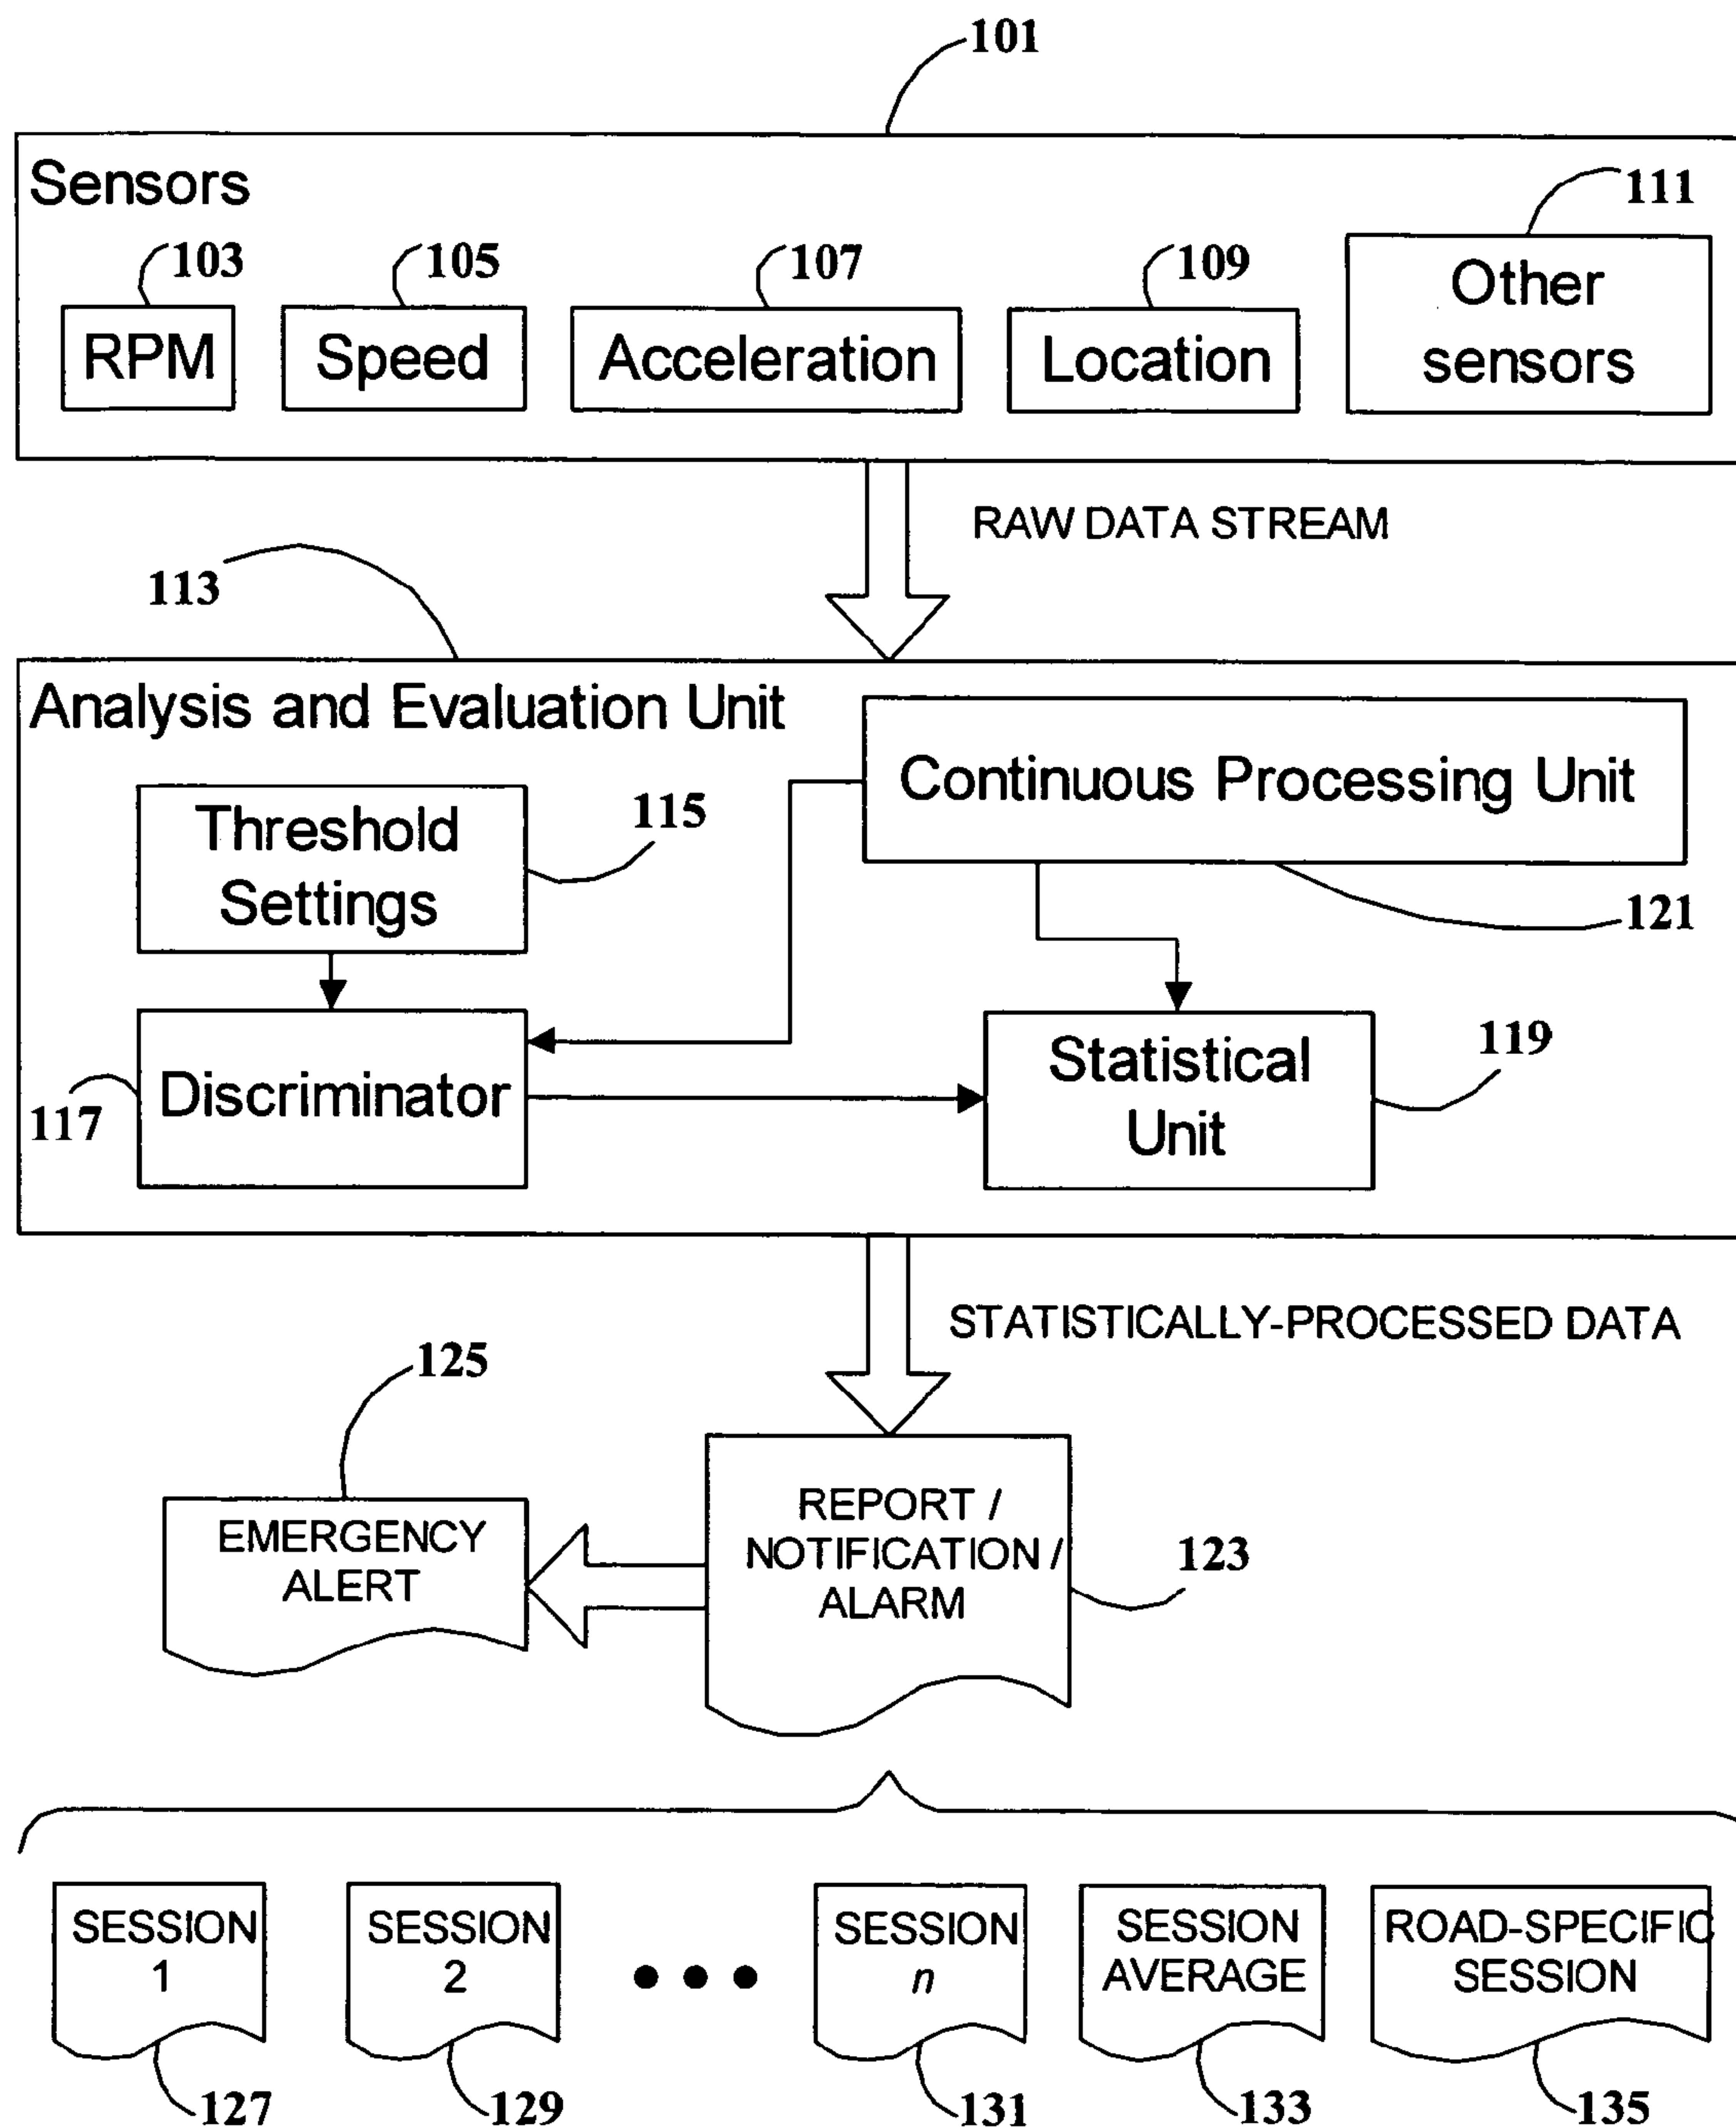 101
Sensors
111
103
105
107
109
RPM
Speed
Acceleration
Location
Other
sensors
RAW DATA STREAM
113
Analysis and Evaluation Unit
Continuous Processing Unit
Threshold
Settings
115
121
Discriminator
117
Statistical
Unit
119
STATISTICALLY-PROCESSED DATA
125
EMERGENCY
ALERT
REPORT /
NOTIFICATION /
ALARM
123
SESSION
1
SESSION
2
SESSION
n
SESSION
AVERAGE
ROAD-SPECIFIC
SESSION
127
129
131
133
135